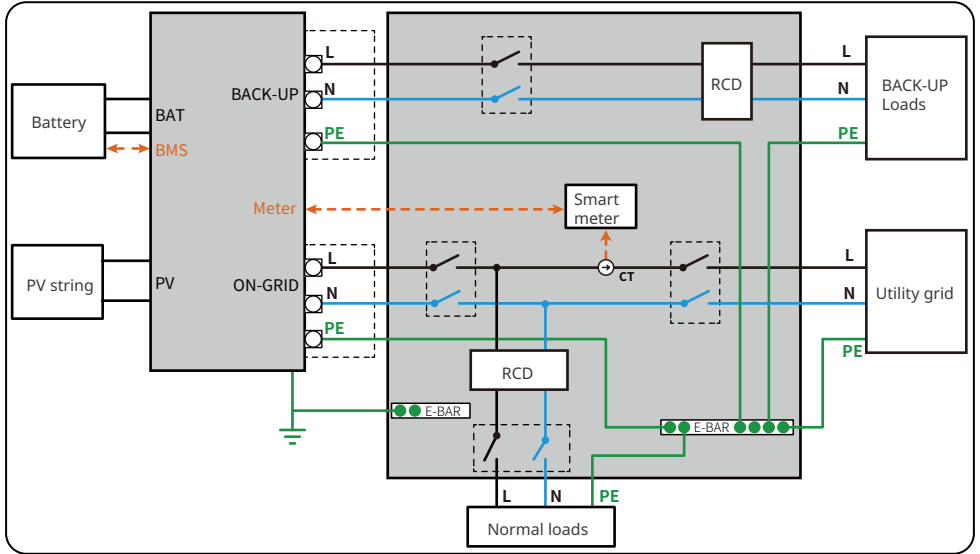 L
L
BACK-UP
N
RCD
N
BACK-UP
Loads
Battery
BAT
PE
PE
BMS
Meter
Smart
meter
L
L
CT
PV string
PV
ON-GRID
N
N
Utility grid
PE
PE
RCD
E-BAR
E-BAR
L
N
PE
Normal loads